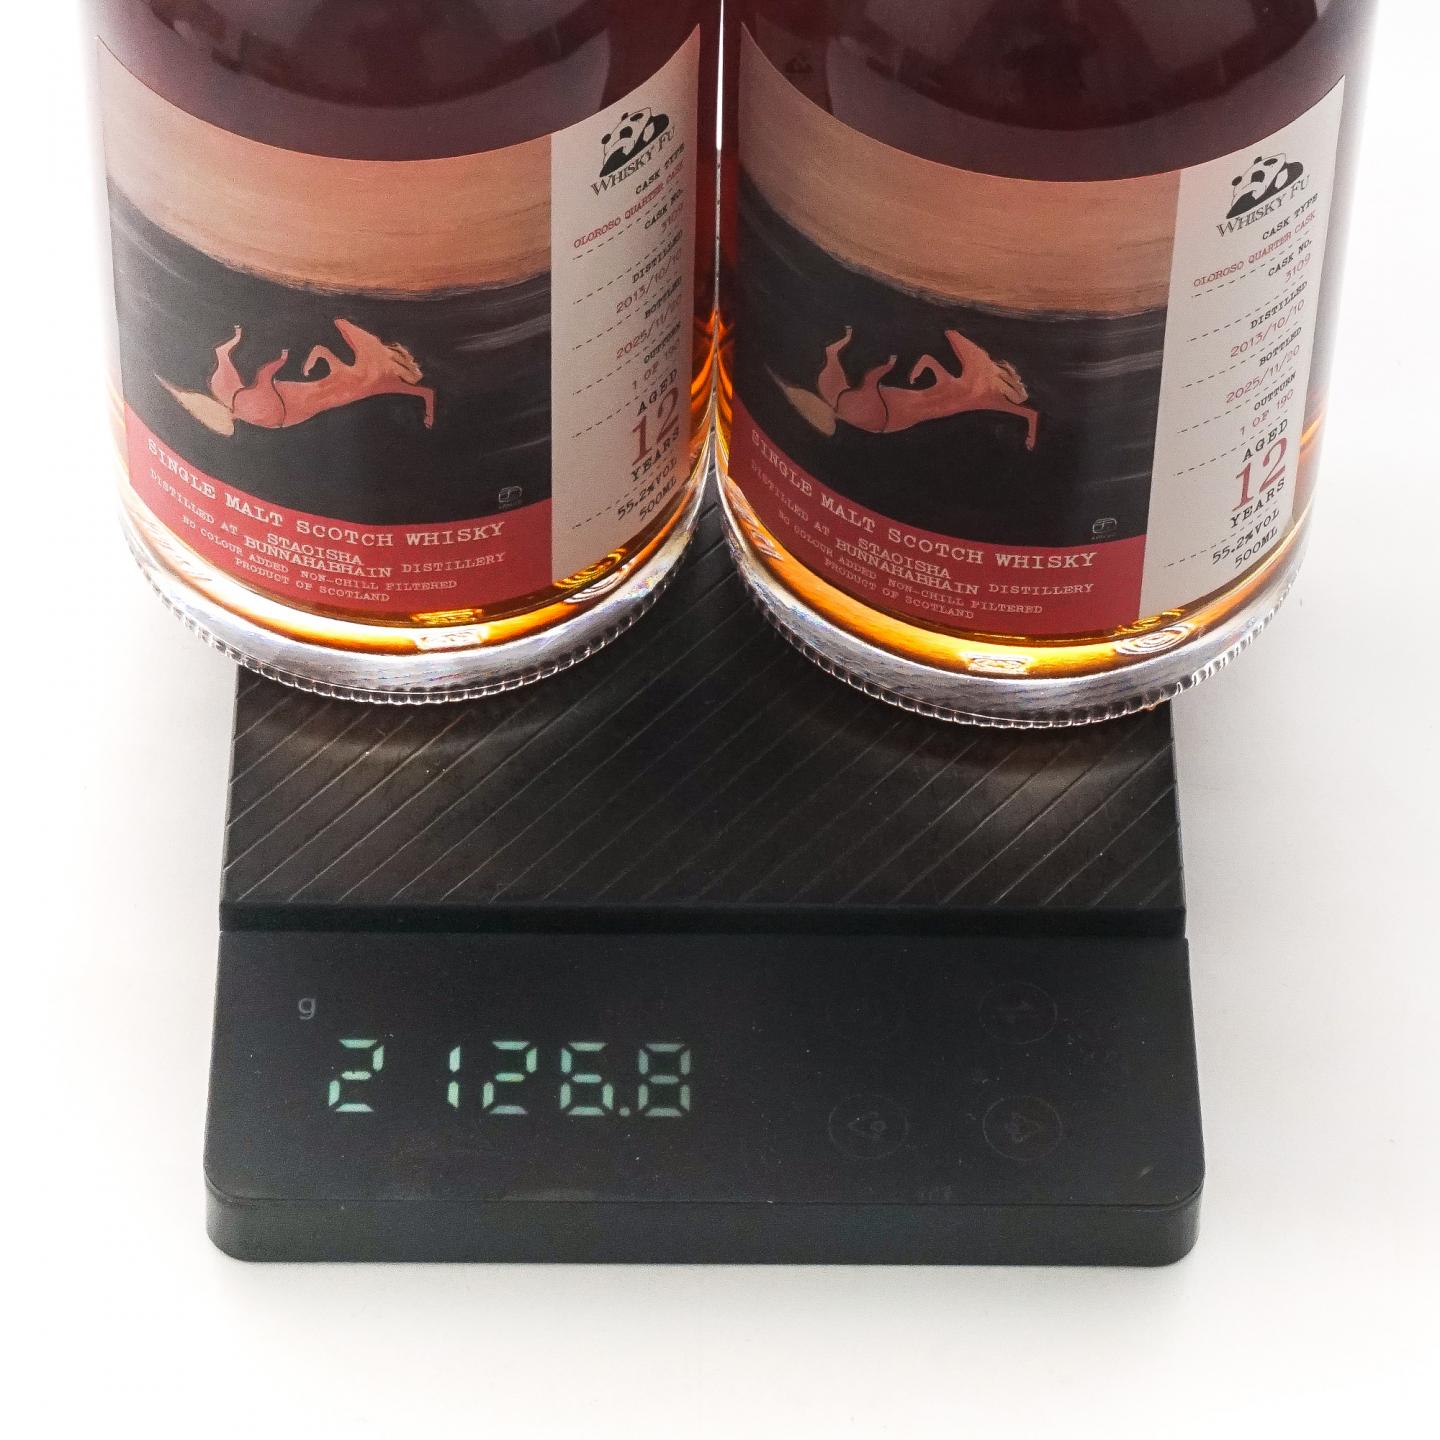 WHISKY FU
CASK TYPE
OLOROSO QUARTER CASK
CASK NO.
3109
DISTILLED
2013/10/10
BOTTLED
2025/11/20
OUTTURN
1 OF 190
AGED
12
YEARS
55.2%VOL
500ML
SINGLE MALT SCOTCH WHISKY
DISTILLED AT STAOISHA
BUNNAHABHAIN DISTILLERY
NO COLOUR ADDED NON-CHILL FILTERED
PRODUCT OF SCOTLAND
WHISKY FU
CASK TYPE
OLOROSO QUARTER CASK
CASK NO.
3109
DISTILLED
2013/10/10
BOTTLED
2025/11/20
OUTTURN
1 OF 190
AGED
12
YEARS
55.2%VOL
500ML
SINGLE MALT SCOTCH WHISKY
DISTILLED AT STAOISHA
BUNNAHABHAIN DISTILLERY
NO COLOUR ADDED NON-CHILL FILTERED
PRODUCT OF SCOTLAND
g
2126.8